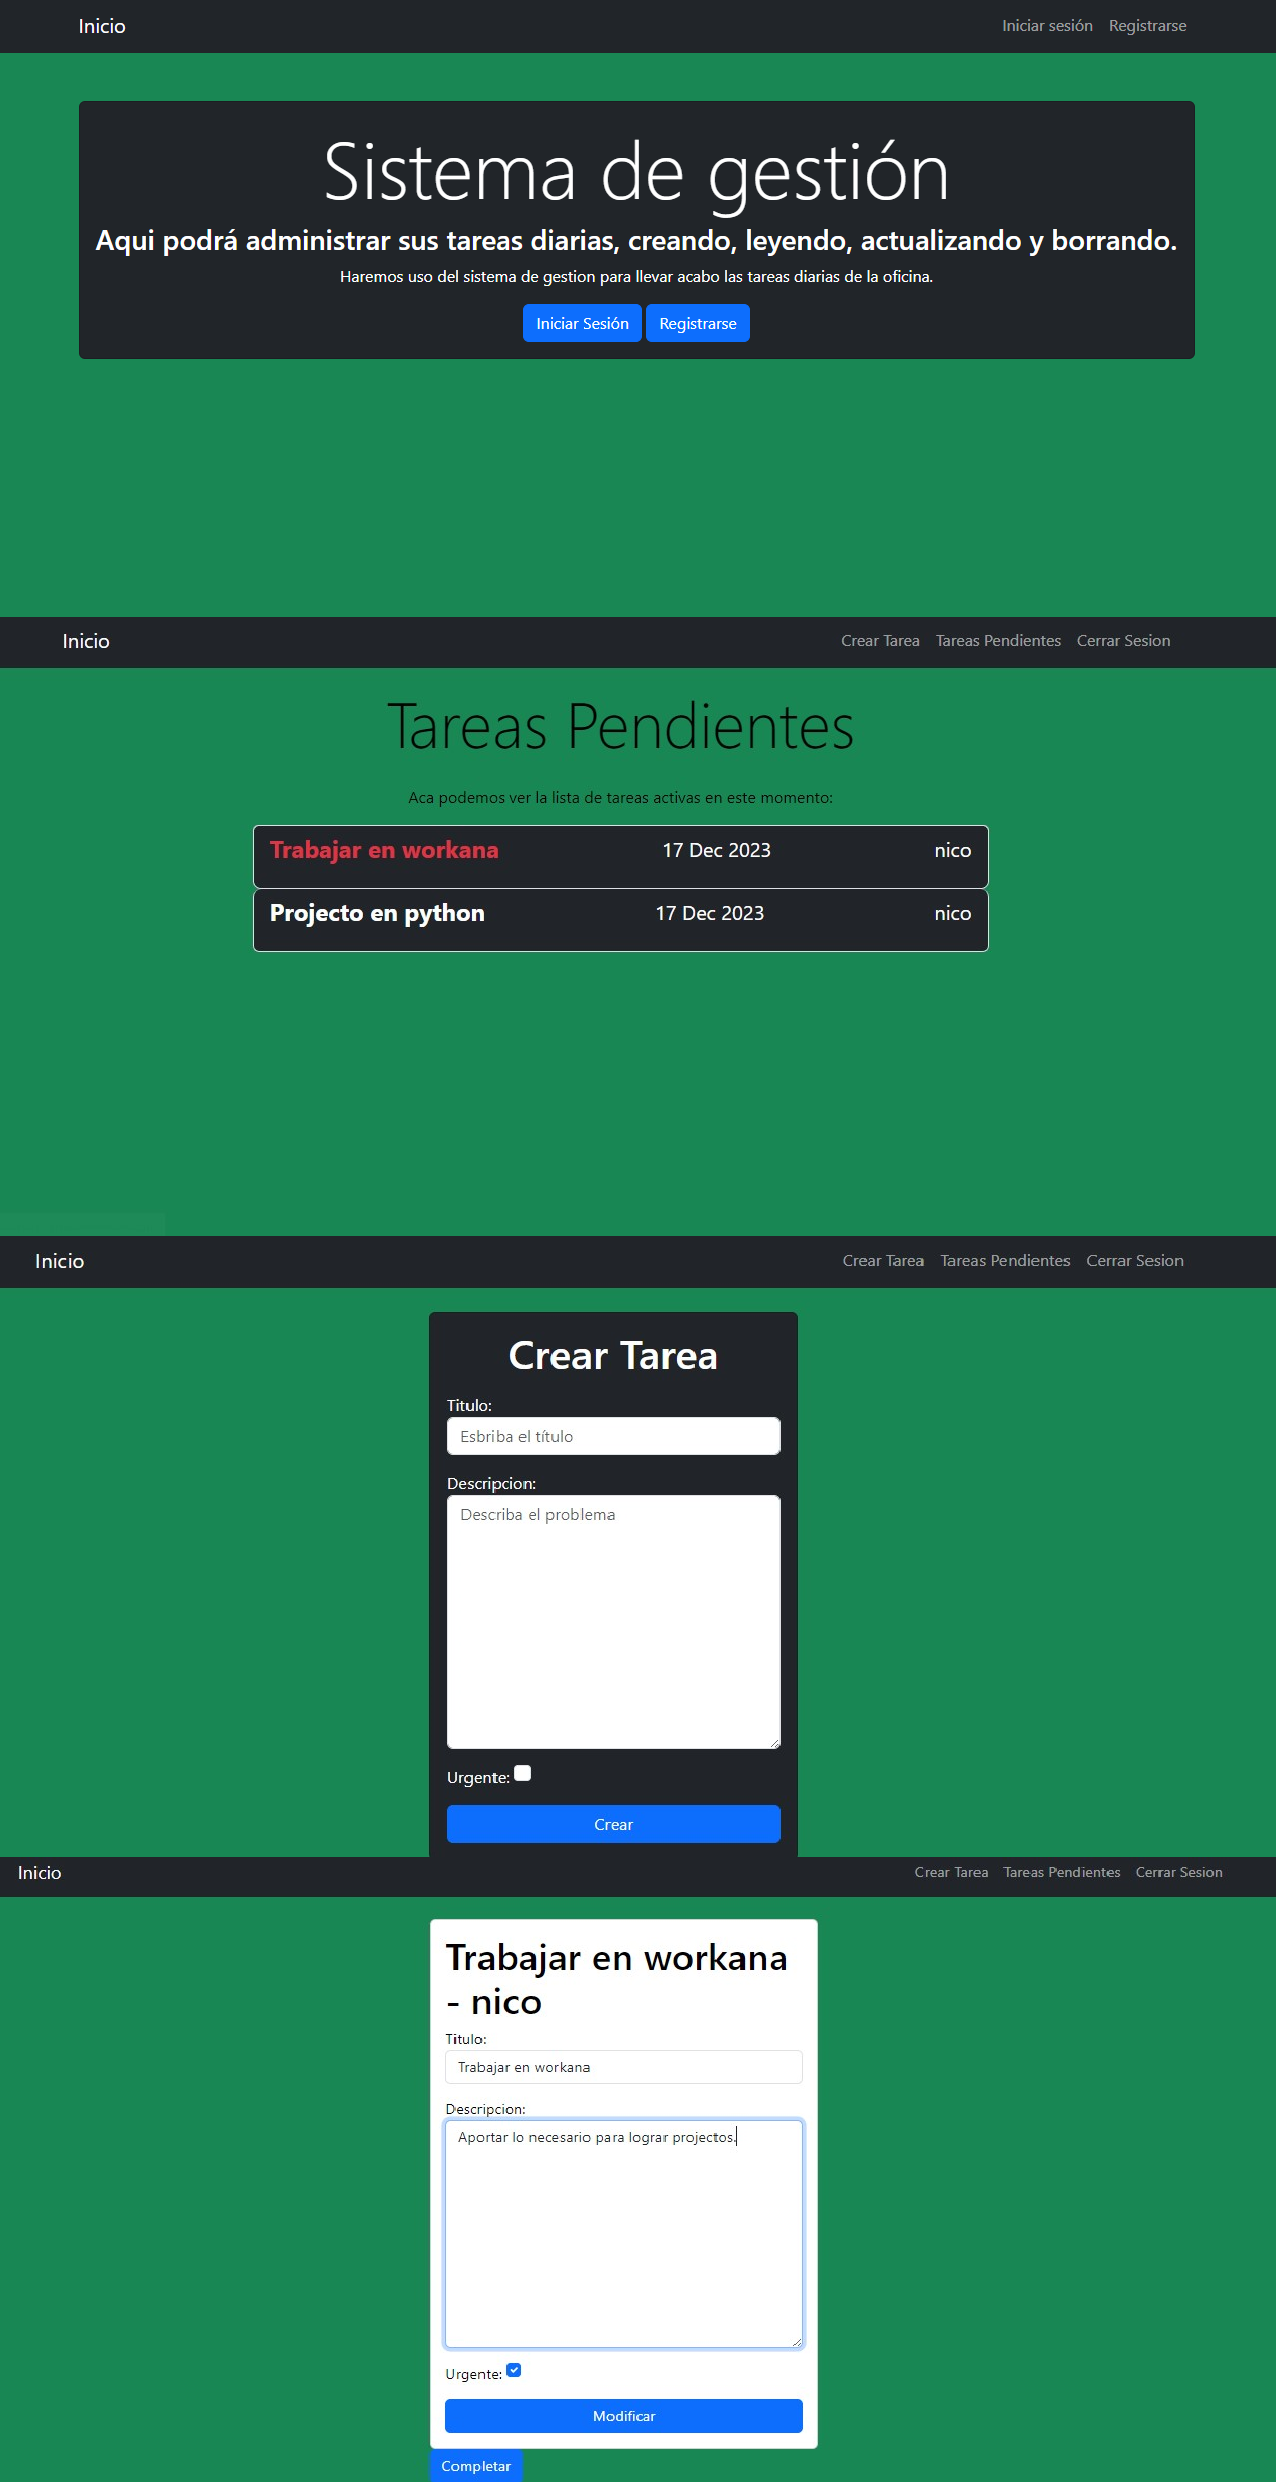 Inicio Iniciar sesión Registrarse
Sistema de gestión
Aqui podrá administrar sus tareas diarias, creando, leyendo, actualizando y borrando.
Haremos uso del sistema de gestion para llevar acabo las tareas diarias de la oficina.
Iniciar Sesión Registrarse
Inicio Crear Tarea Tareas Pendientes Cerrar Sesion
Tareas Pendientes
Aca podemos ver la lista de tareas activas en este momento:
Trabajar en workana 17 Dec 2023 nico
Projecto en python 17 Dec 2023 nico
Inicio Crear Tarea Tareas Pendientes Cerrar Sesion
Crear Tarea
Titulo:
Esbriba el título
Descripcion:
Describa el problema
Urgente:
Crear
Inicio Crear Tarea Tareas Pendientes Cerrar Sesion
Trabajar en workana
- nico
Titulo:
Trabajar en workana
Descripcion:
Aportar lo necesario para lograr projectos.
Urgente:
Modificar
Completar